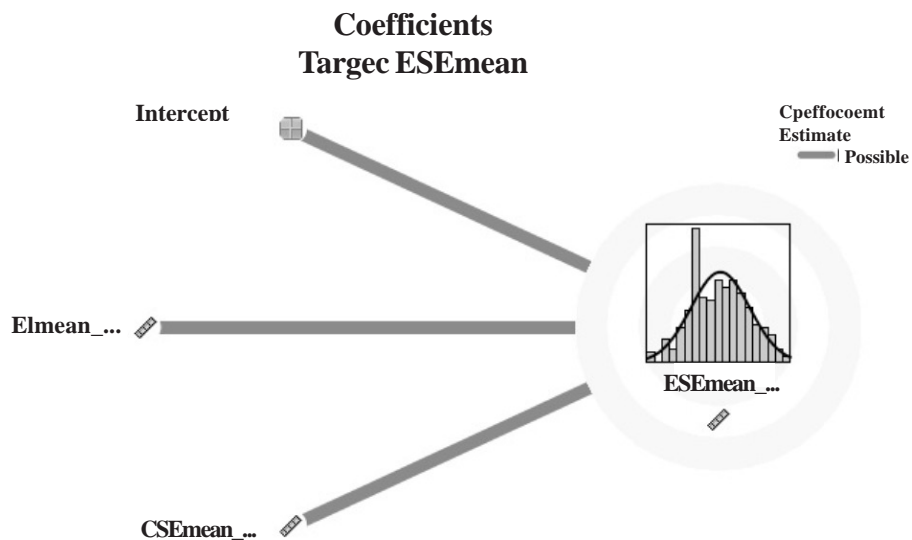 Coefficients
Targec ESEmean
Intercept
Cpeffocoemt
Estimate
Possible
Elmean_...
ESEmean_...
CSEmean_...